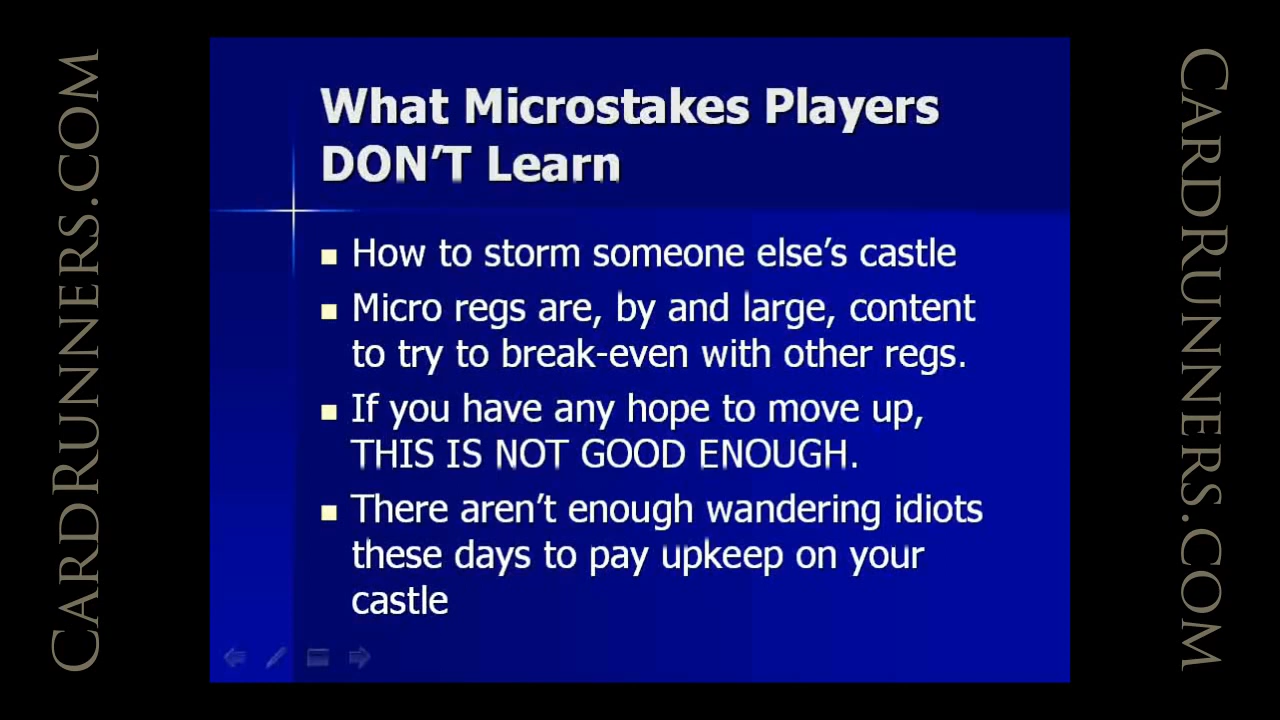 CardRunners.com
What Microstakes Players
DON'T Learn
How to storm someone else's castle
Micro regs are, by and large, content
to try to break-even with other regs.
If you have any hope to move up,
THIS IS NOT GOOD ENOUGH.
There aren't enough wandering idiots
these days to pay upkeep on your
castle
CardRunners.com